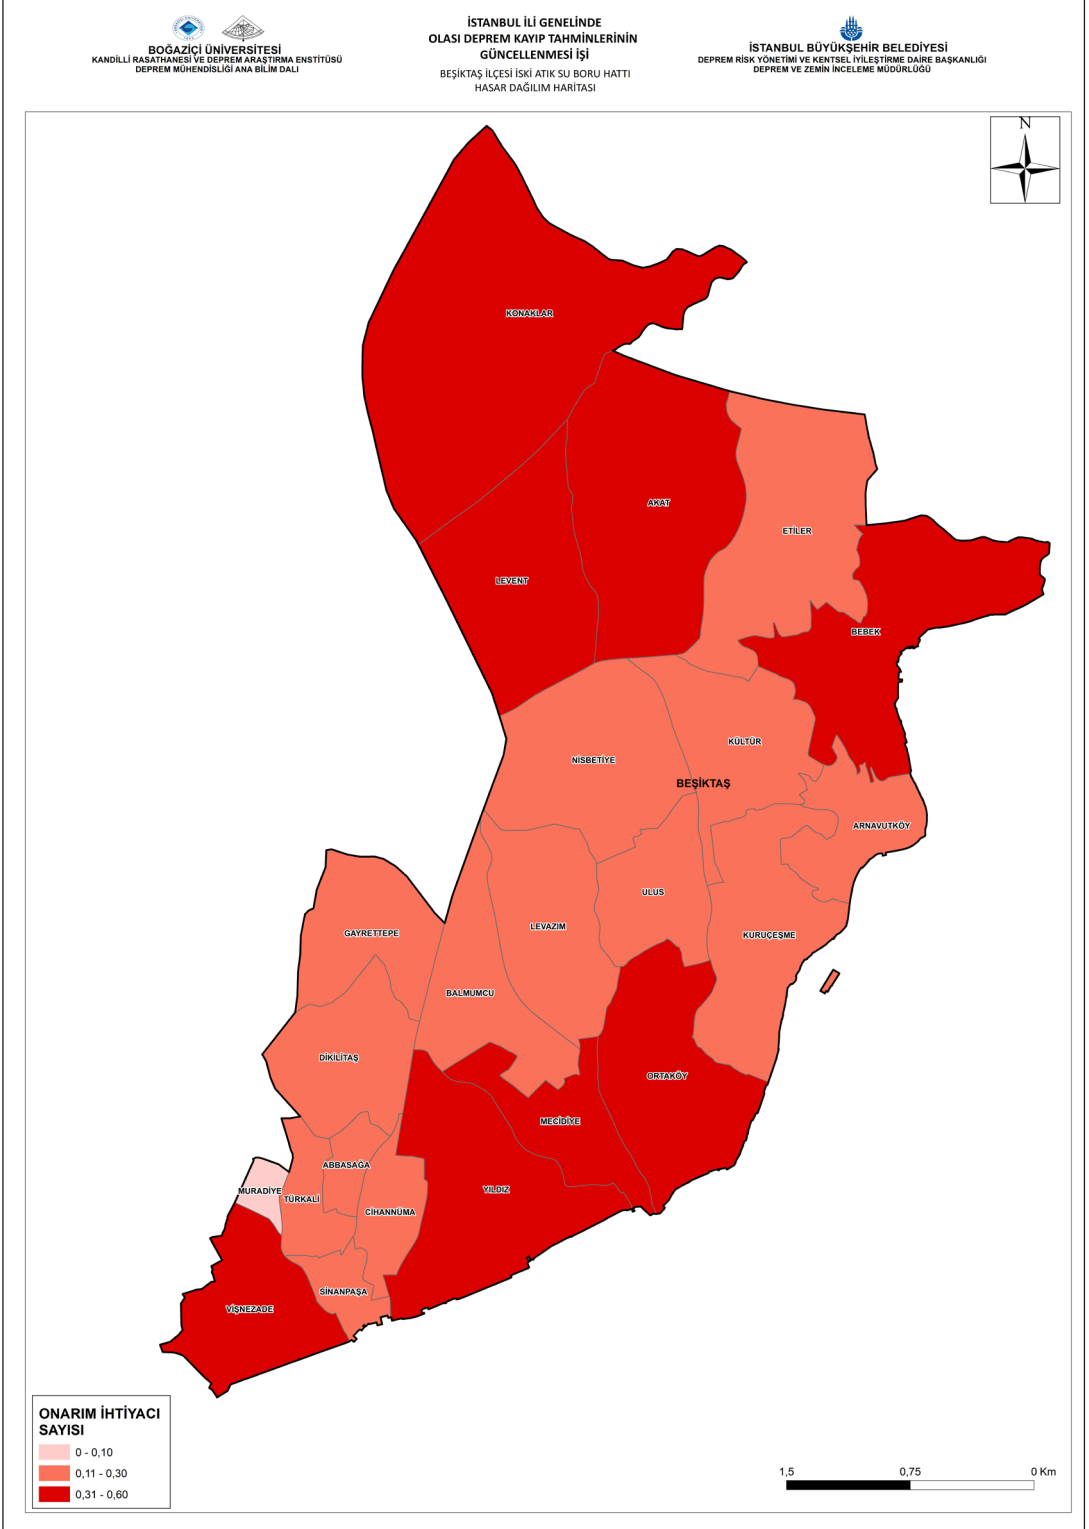 BOĞAZİÇİ ÜNİVERSİTESİ
KANDİLLİ RASATHANESİ VE DEPREM ARAŞTIRMA ENSTİTÜSÜ
DEPREM MÜHENDİSLİĞİ ANA BİLİM DALI
İSTANBUL İLİ GENELİNDE
OLASI DEPREM KAYIP TAHMİNLERİNİN
GÜNCELLENMESİ İŞİ
BEŞİKTAŞ İLÇESİ İSKİ ATIK SU BORU HATTI
HASAR DAĞILIM HARİTASI
İSTANBUL BÜYÜKŞEHİR BELEDİYESİ
DEPREM RİSK YÖNETİMİ VE KENTSEL İYİLEŞTİRME DAİRE BAŞKANLIĞI
DEPREM VE ZEMİN İNCELEME MÜDÜRLÜĞÜ
N
KONAKLAR
AKAT
ETİLER
LEVENT
BEBEK
KÜLTÜR
NİSBETİYE
BEŞİKTAŞ
ARNAVUTKÖY
ULUS
LEVAZIM
GAYRETTEPE
KURUÇEŞME
BALMUMCU
DİKİLİTAŞ
ORTAKÖY
MECİDİYE
ABBASAĞA
MURADİYE
TÜRKALİ
YILDIZ
CİHANNÜMA
SİNANPAŞA
VİŞNEZADE
ONARIM İHTİYACI
SAYISI
0 - 0,10
0,11 - 0,30
0,31 - 0,60
1,5 0,75 0 Km